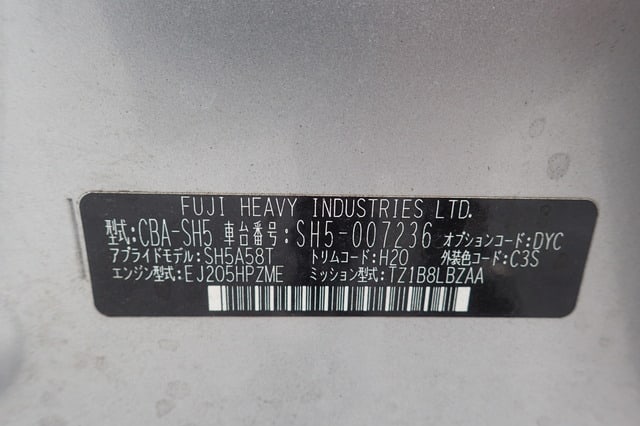 FUJI HEAVY INDUSTRIES LTD.
型式:CBA-SH5 車台番号:SH5-007236 オプションコード:DYC
アプライドモデル:SH5A58T トリムコード:H20 外装色コード:C3S
エンジン型式:EJ205HPZME ミッション型式:TZ1B8LBZAA